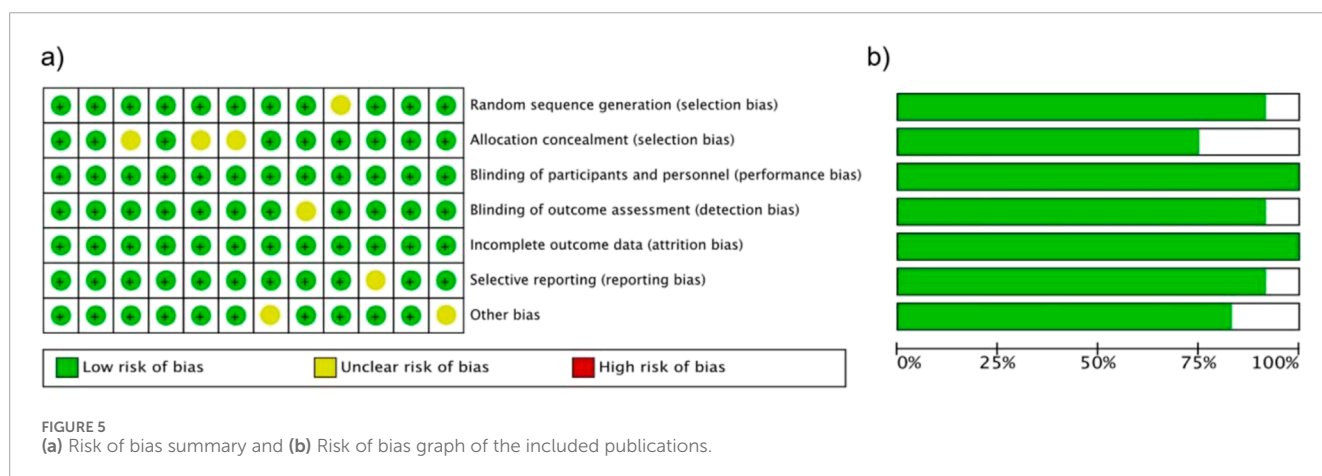 a)
b)
Random sequence generation (selection bias)
Allocation concealment (selection bias)
Blinding of participants and personnel (performance bias)
Blinding of outcome assessment (detection bias)
Incomplete outcome data (attrition bias)
Selective reporting (reporting bias)
Other bias
Low risk of bias Unclear risk of bias High risk of bias
0% 25% 50% 75% 100%
FIGURE 5
(a) Risk of bias summary and (b) Risk of bias graph of the included publications.